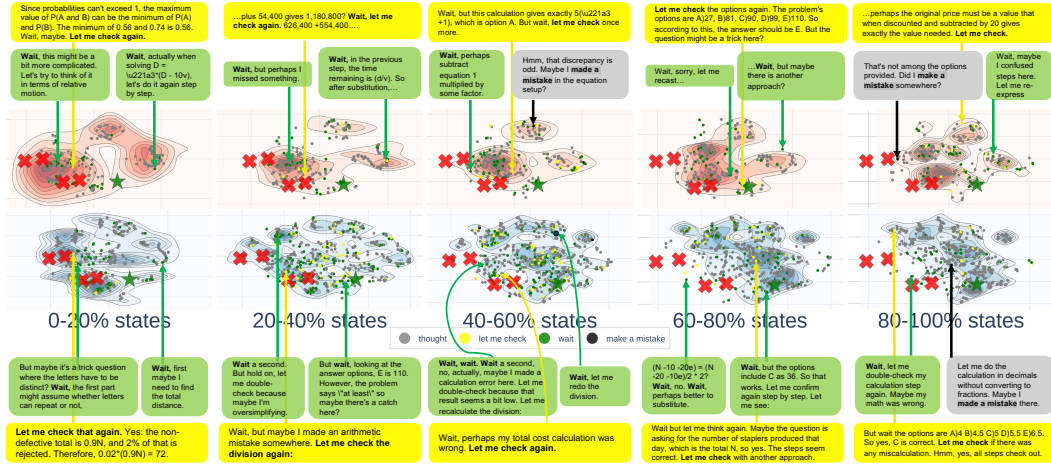 Since probabilities can't exceed 1, the maximum
value of P(A and B) can be the minimum of P(A)
and P(B). The minimum of 0.56 and 0.74 is 0.56.
Wait, maybe. Let me check again.
…plus 54,400 gives 1,180,800? Wait, let me
check again. 626,400 +554,400…
Wait, but this calculation gives exactly 5(\u221a3
+1), which is option A. But wait, let me check once
more.
Let me check the options again. The problem's
options are A)27, B)81, C)90, D)99, E)110. So
according to this, the answer should be E. But the
question might be a trick here?
…perhaps the original price must be a value that
when discounted and subtracted by 20 gives
exactly the value needed. Let me check.
Wait, this might be a
bit more complicated.
Let's try to think of it
in terms of relative
motion.
Wait, actually when
solving D =
\u221a3*(D - 10v),
let's do it again step
by step.
Wait, but perhaps I
missed something.
Wait, in the previous
step, the time
remaining is (d/v). So
after substitution,…
Wait, perhaps
subtract
equation 1
multiplied by
some factor.
Hmm, that discrepancy is
odd. Maybe I made a
mistake in the equation
setup?
Wait, sorry, let me
recast…
…Wait, but maybe
there is another
approach?
That's not among the options
provided. Did I make a
mistake somewhere?
Wait, maybe
I confused
steps here.
Let me re-
express
0-20% states
20-40% states
40-60% states
60-80% states
80-100% states
thought
let me check
wait
make a mistake
But maybe it's a trick question
where the letters have to be
distinct? Wait, the first part
might assume whether letters
can repeat or not,
Wait, first
maybe I
need to find
the total
distance.
Wait a second.
But hold on, let
me double-
check because
maybe I'm
oversimplifying.
But wait, looking at the
answer options, E is 110.
However, the problem
says \"at least\" so
maybe there's a catch
here?
Wait, wait. Wait a second,
no, actually, maybe I made a
calculation error here. Let me
double-check because that
result seems a bit low. Let me
recalculate the division:
Wait, let me
redo the
division.
(N -10 -20e) = (N
-20 -10e)/2 * 2?
Wait, no. Wait,
perhaps better to
substitute.
Wait, but the options
include C as 36. So that
works. Let me confirm
again step by step. Let
me see:
Wait, let me
double-check my
calculation step
again. Maybe my
math was wrong.
Let me do the
calculation in decimals
without converting to
fractions. Maybe I
made a mistake there.
Let me check that again. Yes: the non-
defective total is 0.9N, and 2% of that is
rejected. Therefore, 0.02*(0.9N) = 72.
Wait, but maybe I made an arithmetic
mistake somewhere. Let me check the
division again:
Wait, perhaps my total cost calculation was
wrong. Let me check again.
Wait but let me think again. Maybe the question is
asking for the number of staplers produced that
day, which is the total N, so yes. The steps seem
correct. Let me check with another approach.
But wait the options are A)4 B)4.5 C)5 D)5.5 E)6.5.
So yes, C is correct. Let me check if there was
any miscalculation. Hmm, yes, all steps check out.